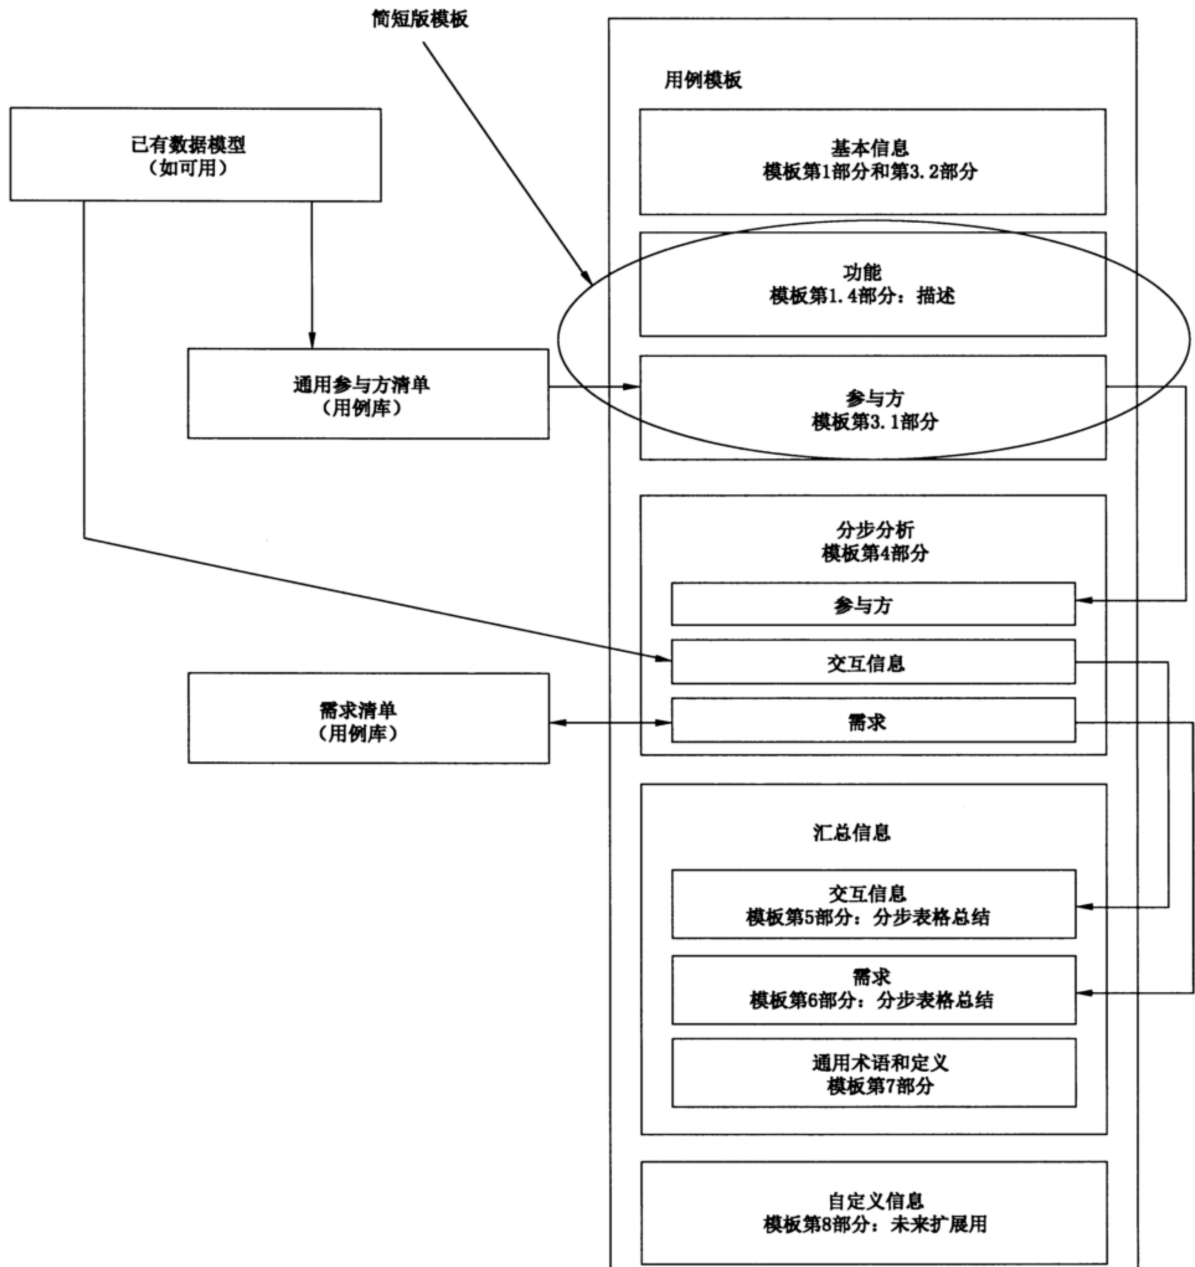 简短版模板
用例模板
已有数据模型
（如可用）
基本信息
模板第1部分和第3.2部分
功能
模板第1.4部分：描述
通用参与方清单
（用例库）
参与方
模板第3.1部分
分步分析
模板第4部分
参与方
交互信息
需求清单
（用例库）
需求
汇总信息
交互信息
模板第5部分：分步表格总结
需求
模板第6部分：分步表格总结
通用术语和定义
模板第7部分
自定义信息
模板第8部分：未来扩展用